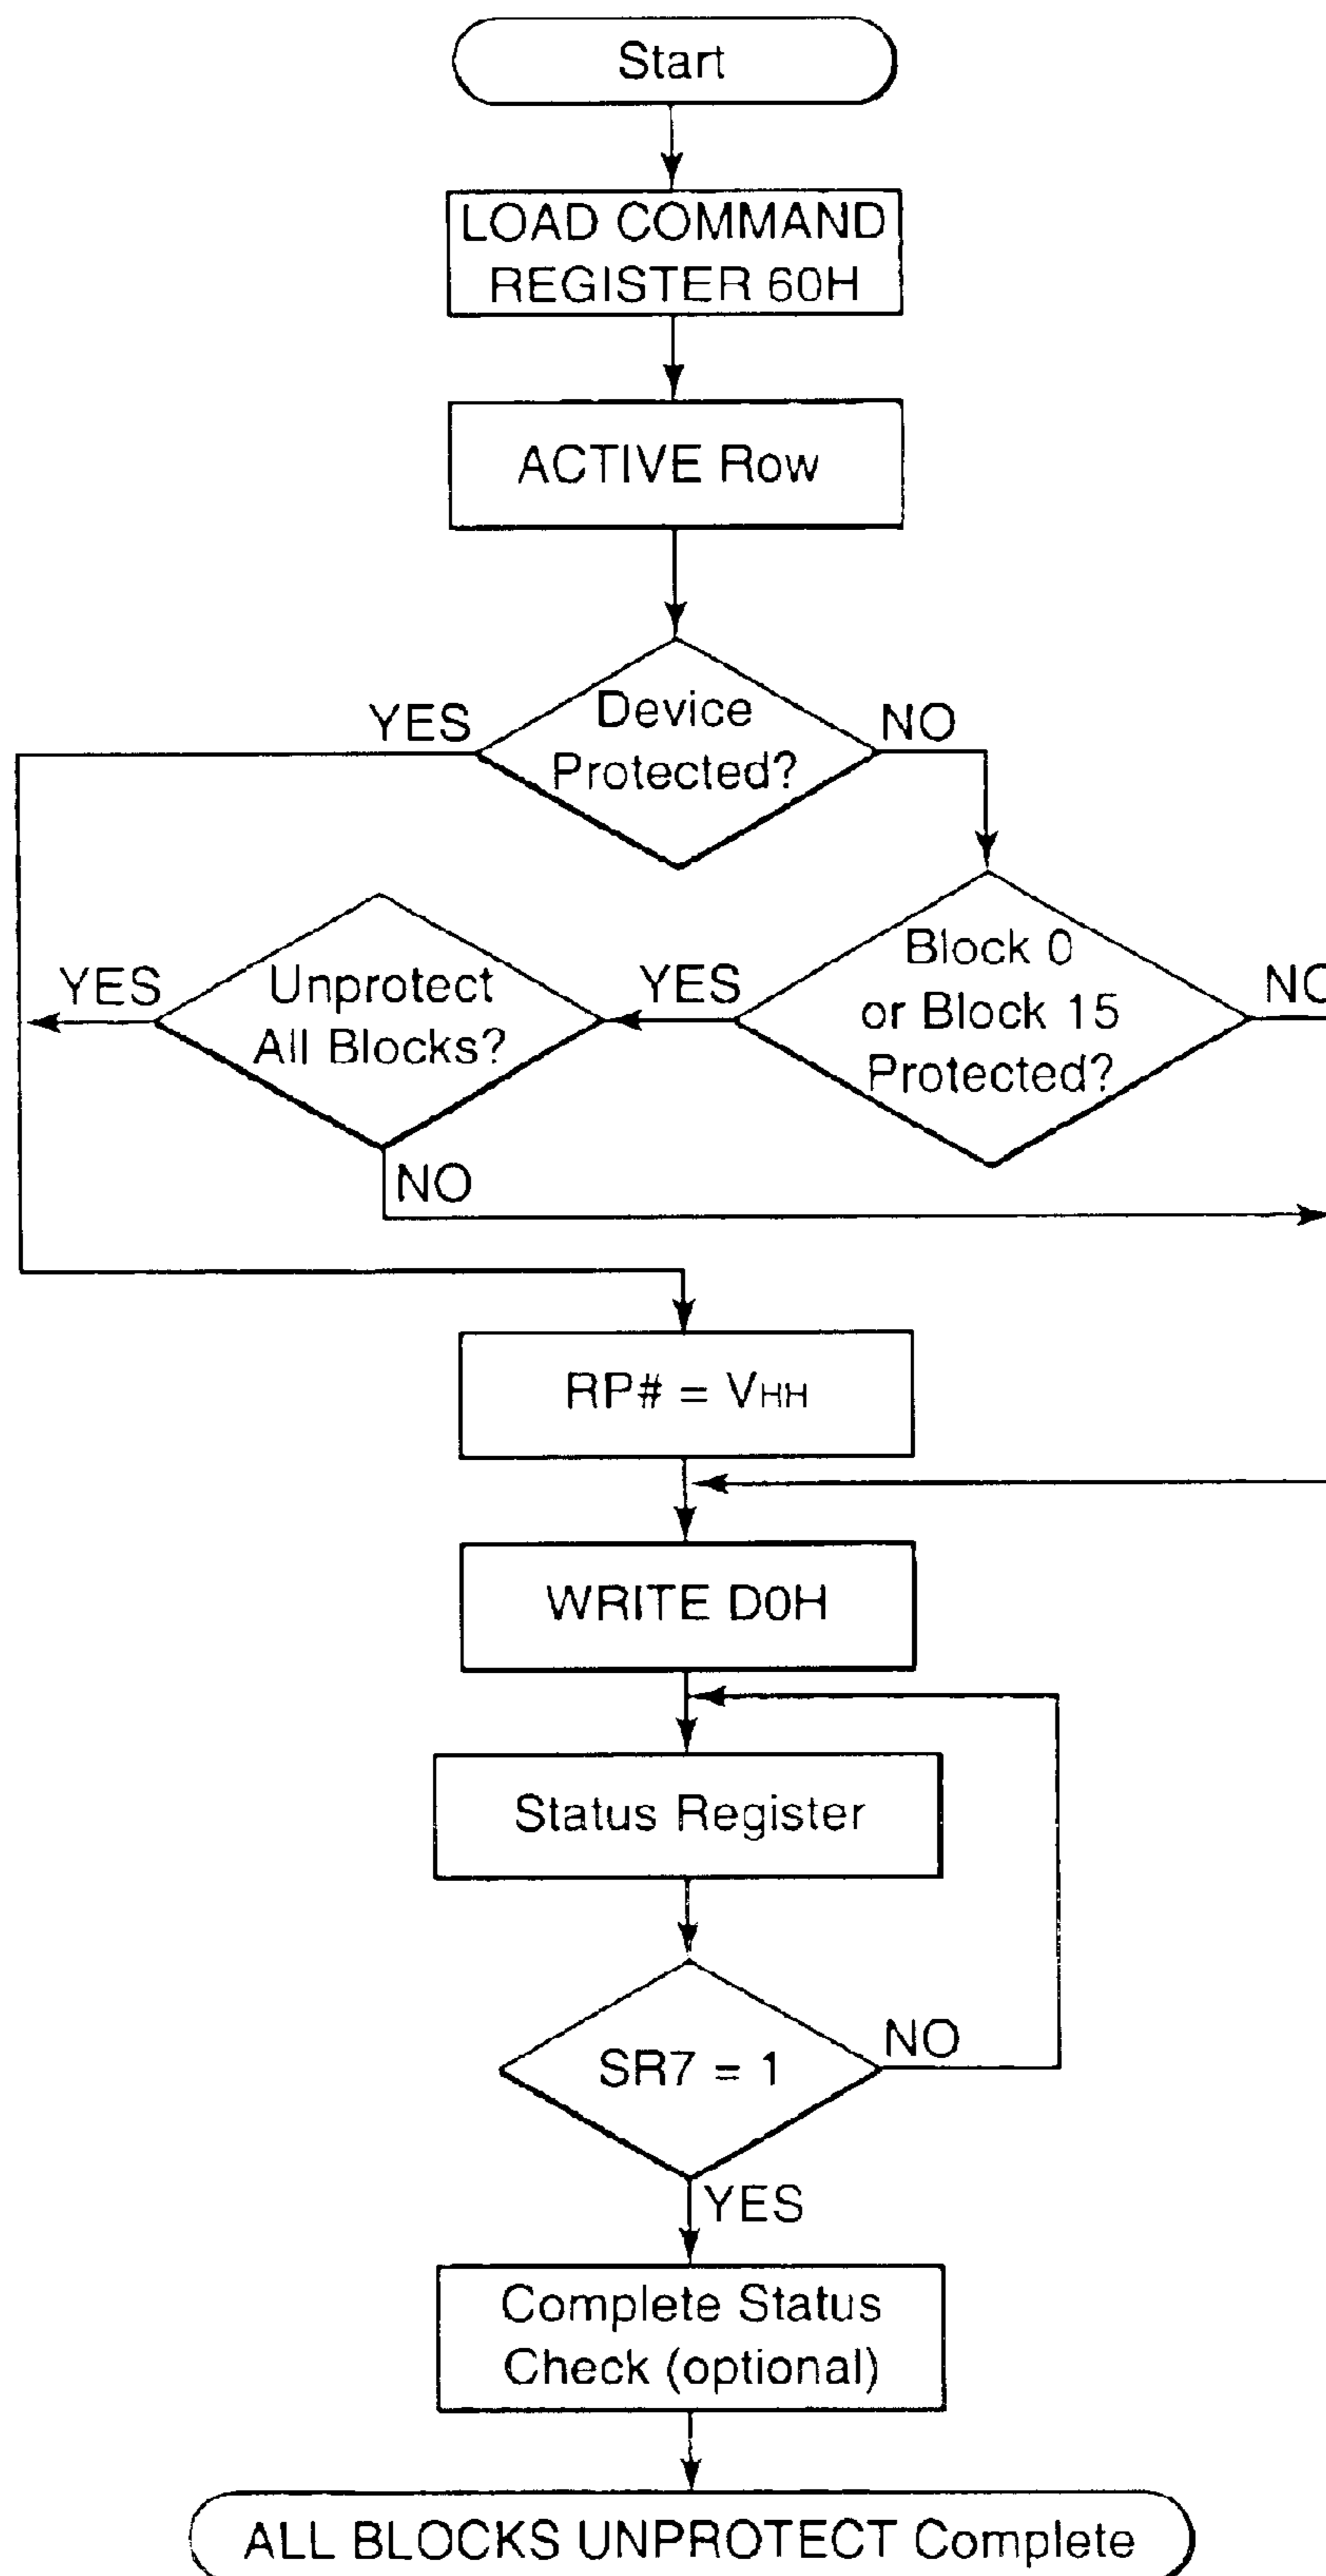 Start
LOAD COMMAND
REGISTER 60H
ACTIVE Row
YES
Device
Protected?
NO
YES
Unprotect
All Blocks?
YES
Block 0
or Block 15
Protected?
NO
NO
RP# = VHH
WRITE D0H
Status Register
SR7 = 1
NO
YES
Complete Status
Check (optional)
ALL BLOCKS UNPROTECT Complete